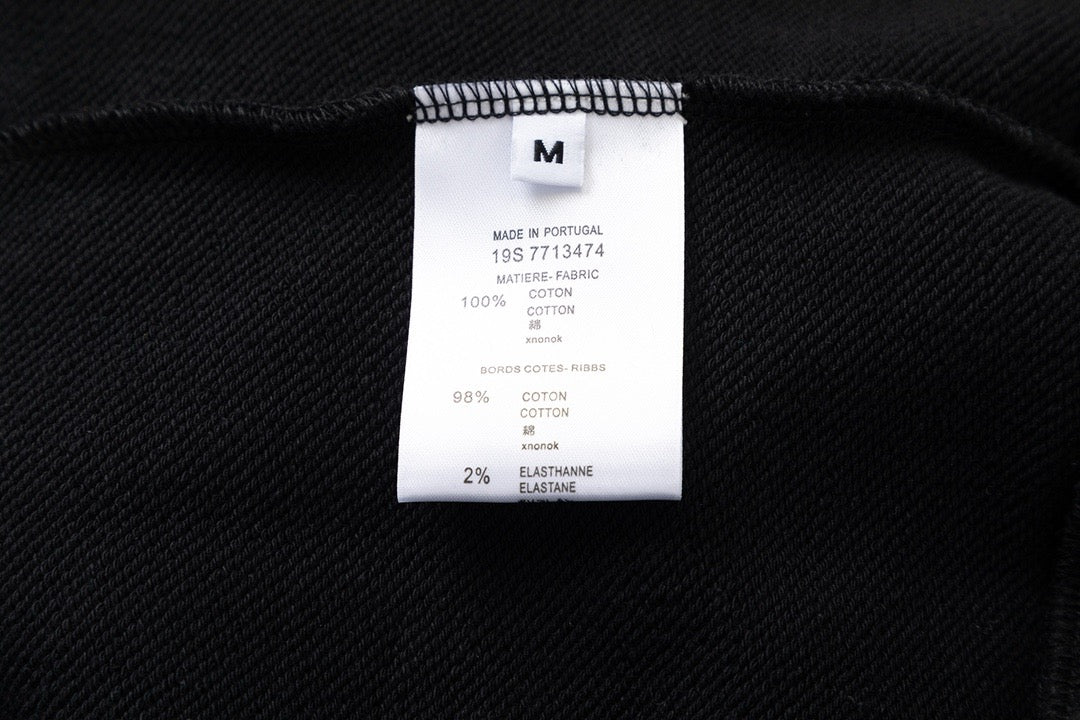 M
MADE IN PORTUGAL
19S 7713474
MATIERE- FABRIC
100% COTON
COTTON
綿
xnonok
BORDS COTES- RIBBS
98% COTON
COTTON
綿
xnonok
2% ELASTHANNE
ELASTANE